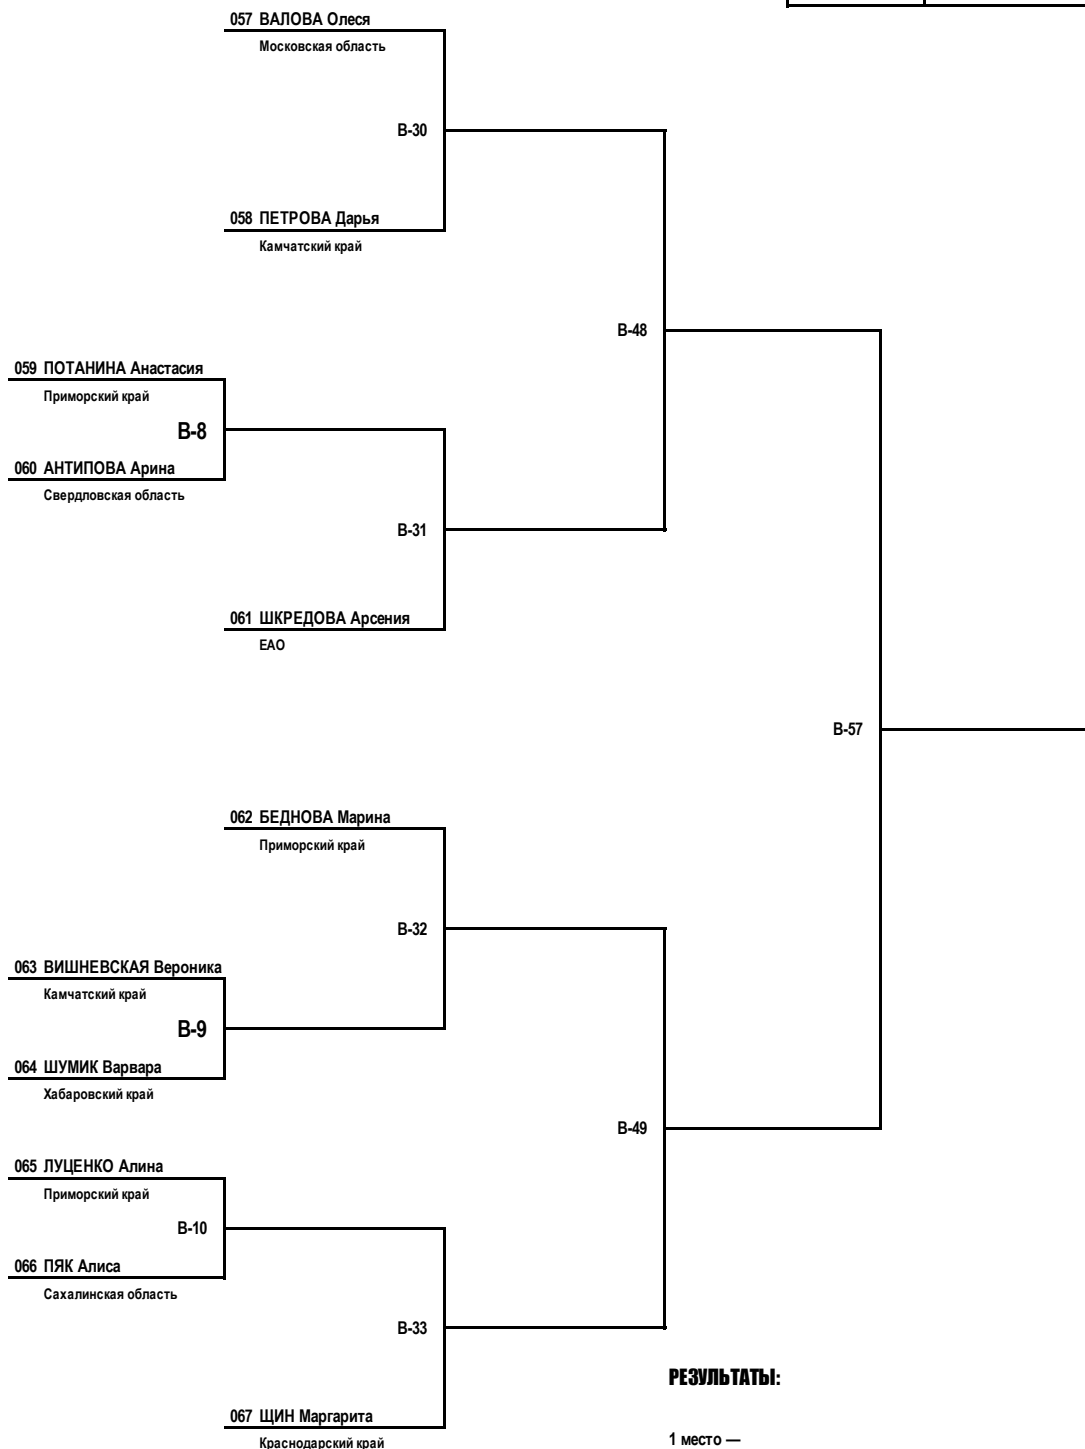 057 ВАЛОВА Олеся
Московская область
В-30
058 ПЕТРОВА Дарья
Камчатский край
В-48
059 ПОТАНИНА Анастасия
Приморский край
В-8
060 АНТИПОВА Арина
Свердловская область
В-31
061 ШКРЕДОВА Арсения
ЕАО
В-57
062 БЕДНОВА Марина
Приморский край
В-32
063 ВИШНЕВСКАЯ Вероника
Камчатский край
В-9
064 ШУМИК Варвара
Хабаровский край
В-49
065 ЛУЦЕНКО Алина
Приморский край
В-10
066 ПЯК Алиса
Сахалинская область
В-33
РЕЗУЛЬТАТЫ:
067 ЩИН Маргарита
Краснодарский край
1 место —